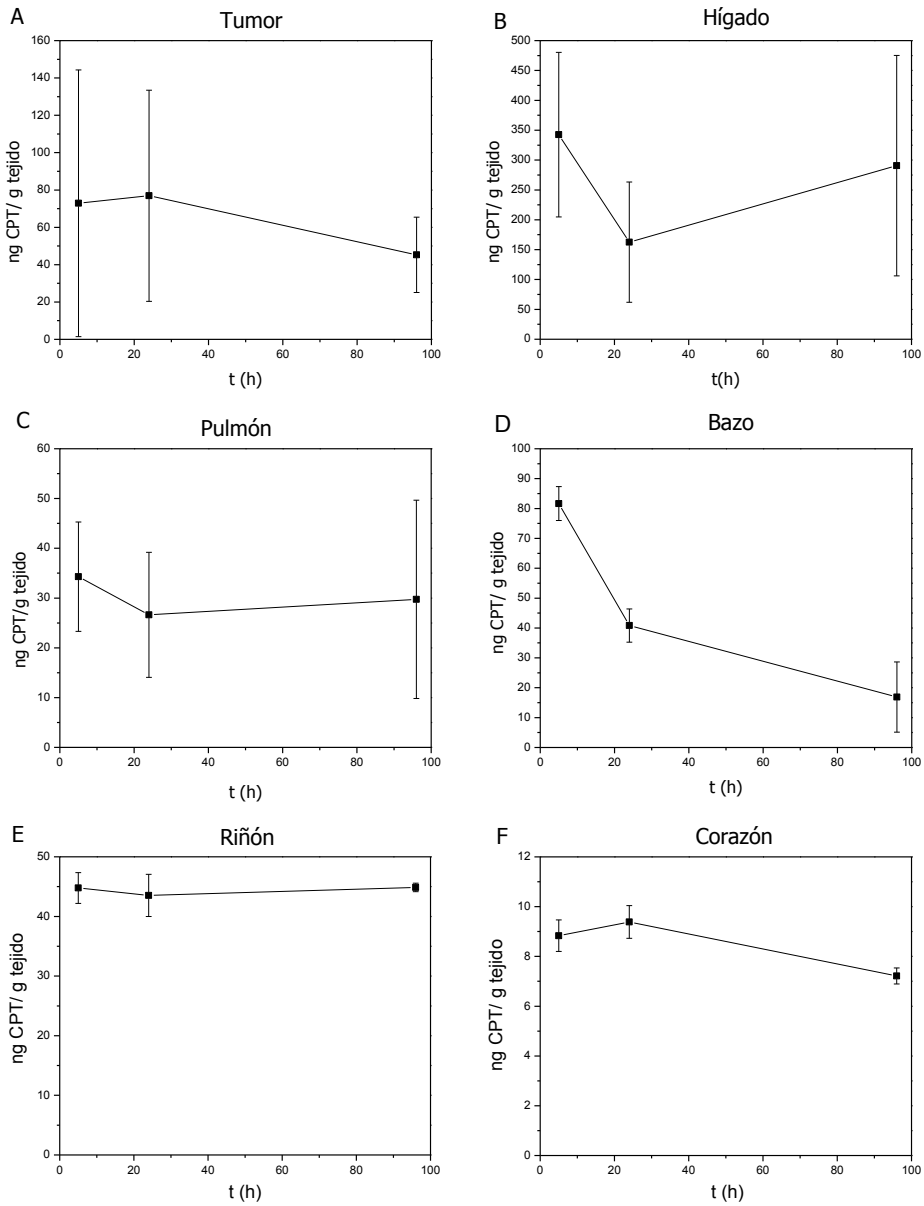 A
Tumor
ng CPT/ g tejido
160
140
120
100
80
60
40
20
0
0 20 40 60 80 100
t (h)
B
Hígado
ng CPT/ g tejido
500
450
400
350
300
250
200
150
100
50
0
0 20 40 60 80 100
t(h)
C
Pulmón
ng CPT/g tejido
60
50
40
30
20
10
0
0 20 40 60 80 100
t (h)
D
Bazo
ng CPT/ g tejido
100
90
80
70
60
50
40
30
20
10
0
0 20 40 60 80 100
t (h)
E
Riñón
ng CPT/ g tejido
50
40
30
20
10
0
0 20 40 60 80 100
t (h)
F
Corazón
ng CPT/ g tejido
12
10
8
6
4
2
0
0 20 40 60 80 100
t (h)